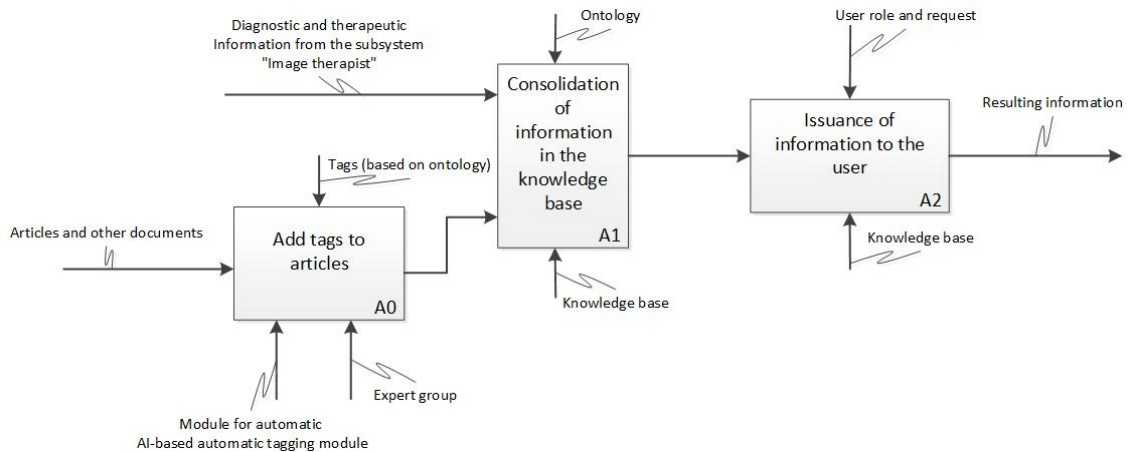 Diagnostic and therapeutic
Information from the subsystem
"Image therapist"
Ontology
User role and request
Consolidation
of
information
in the
knowledge
base
A1
Issuance of
information to the
user
A2
Resulting information
Tags (based on ontology)
Articles and other documents
Add tags to
articles
A0
Knowledge base
Knowledge base
Expert group
Module for automatic
AI-based automatic tagging module